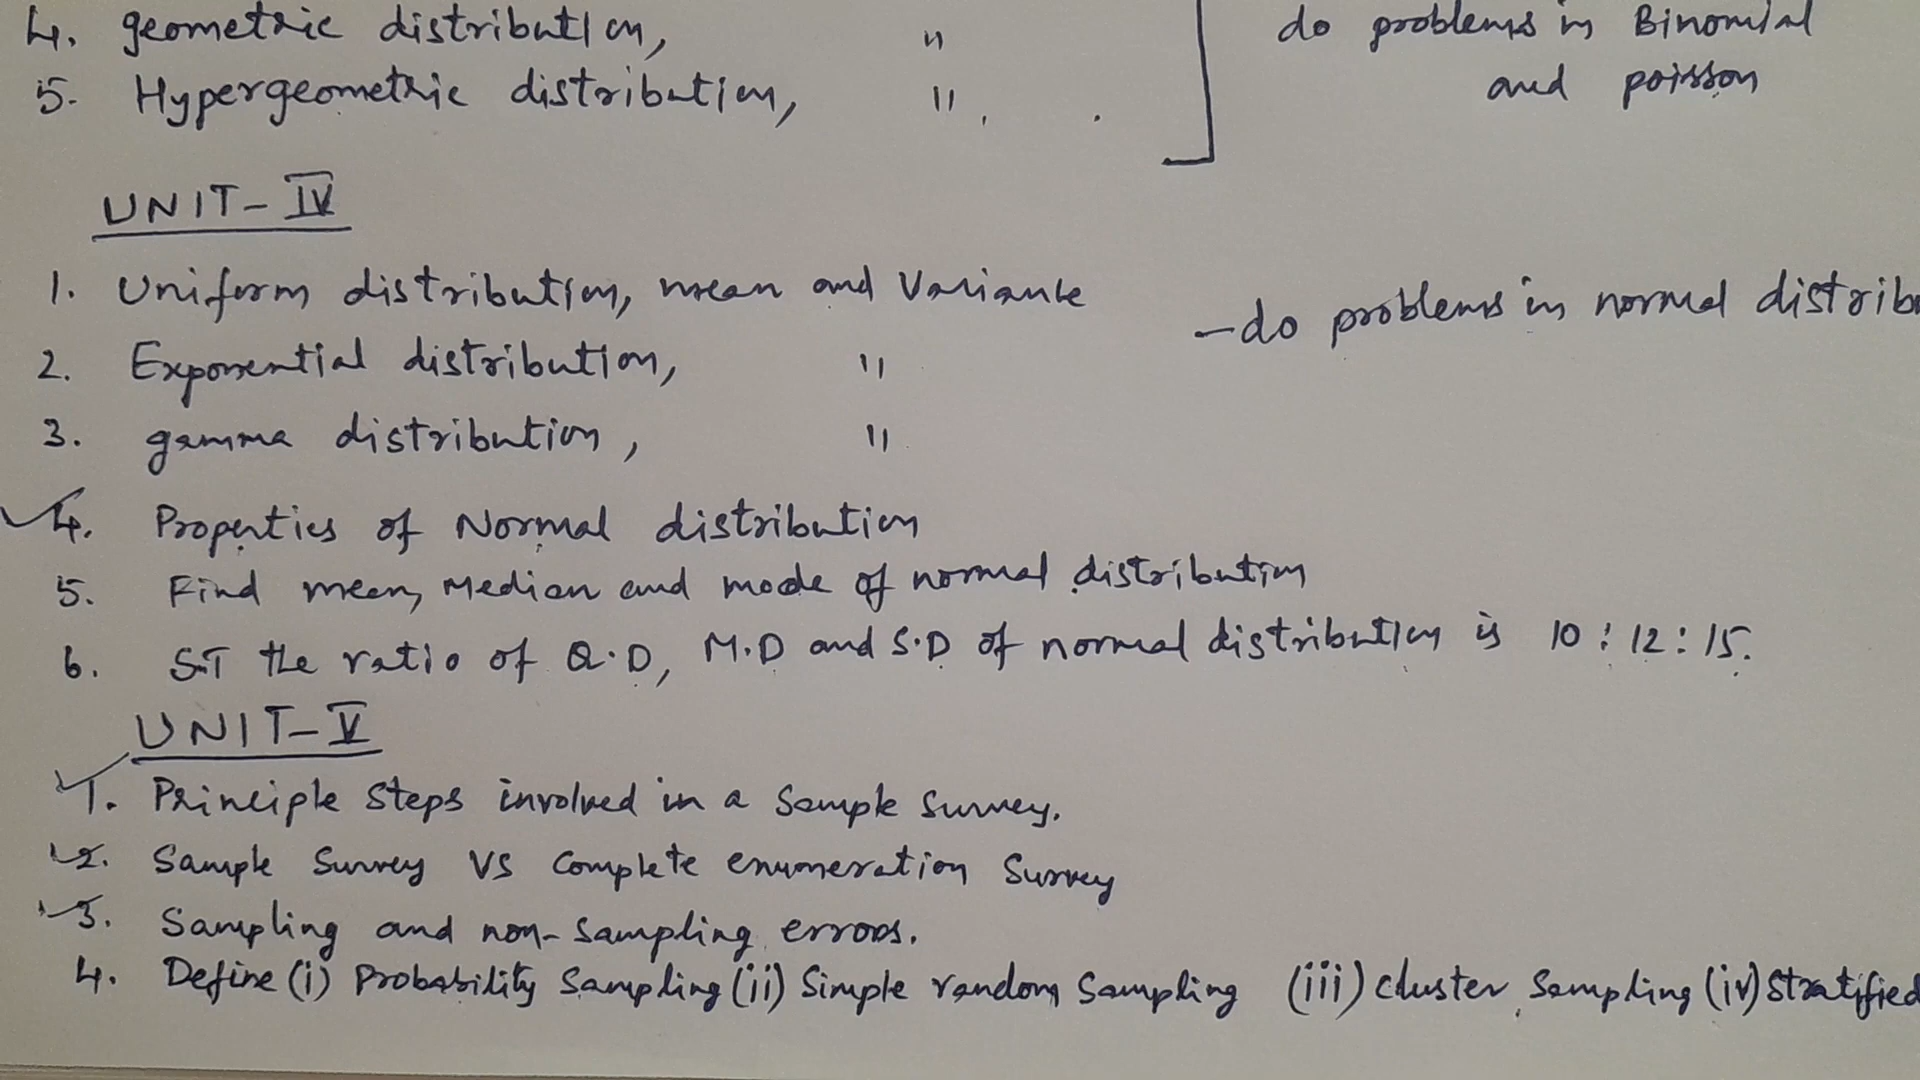 4. geometric distribution, "
do problems in Binomial
5. Hypergeometric distribution, ".
and poisson
UNIT-IV
1. Uniform distribution, mean and Variance
-do problems in normal distribu
2. Exponential distribution, "
3. gamma distribution, "
4. Properties of Normal distribution
5. Find mean, Median and mode of normal distribution
6. S.T the ratio of Q.D, M.D and S.D of normal distribution is 10:12:15.
UNIT-V
1. Principle Steps involved in a Sample Survey.
2. Sample Survey VS Complete enumeration Survey
3. Sampling and non-Sampling errors.
4. Define (i) Probability Sampling (ii) Simple random Sampling (iii) Cluster Sampling (iv) Stratified